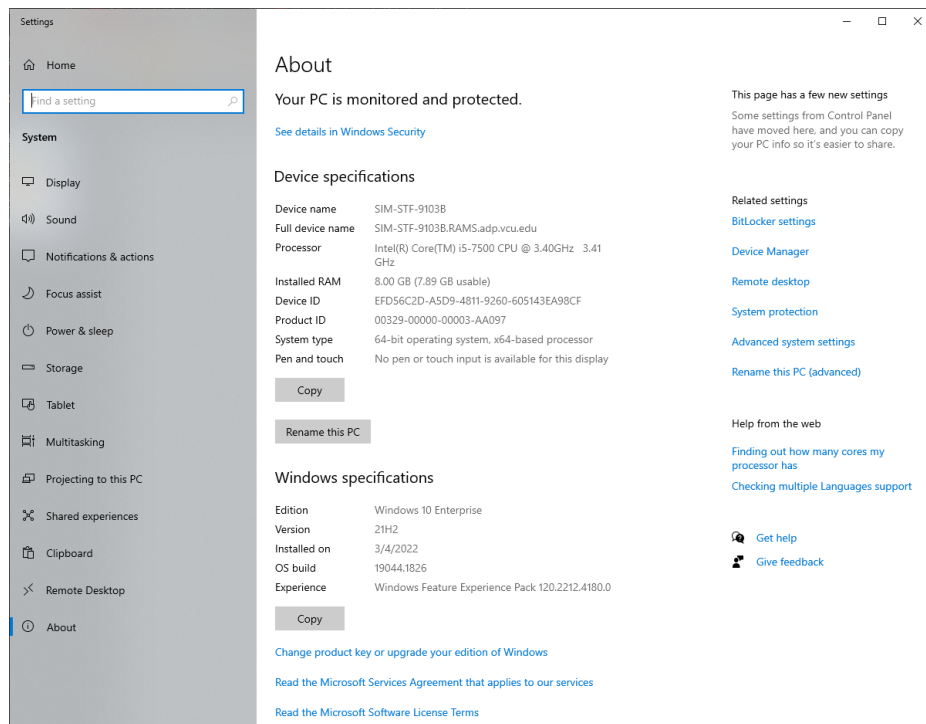 Settings
Home
Find a setting
System
Display
Sound
Notifications & actions
Focus assist
Power & sleep
Storage
Tablet
Multitasking
Projecting to this PC
Shared experiences
Clipboard
Remote Desktop
About
About
Your PC is monitored and protected.
See details in Windows Security
Device specifications
Device name SIM-STF-9103B
Full device name SIM-STF-9103B.RAMS.adp.vcu.edu
Processor Intel(R) Core(TM) i5-7500 CPU @ 3.40GHz 3.41
GHz
Installed RAM 8.00 GB (7.89 GB usable)
Device ID EFD56C2D-A5D9-4811-9260-605143EA98CF
Product ID 00329-00000-00003-AA097
System type 64-bit operating system, x64-based processor
Pen and touch No pen or touch input is available for this display
Copy
Rename this PC
Windows specifications
Edition Windows 10 Enterprise
Version 21H2
Installed on 3/4/2022
OS build 19044.1826
Experience Windows Feature Experience Pack 120.2212.4180.0
Copy
Change product key or upgrade your edition of Windows
Read the Microsoft Services Agreement that applies to our services
Read the Microsoft Software License Terms
This page has a few new settings
Some settings from Control Panel
have moved here, and you can copy
your PC info so it's easier to share.
Related settings
BitLocker settings
Device Manager
Remote desktop
System protection
Advanced system settings
Rename this PC (advanced)
Help from the web
Finding out how many cores my
processor has
Checking multiple Languages support
Get help
Give feedback